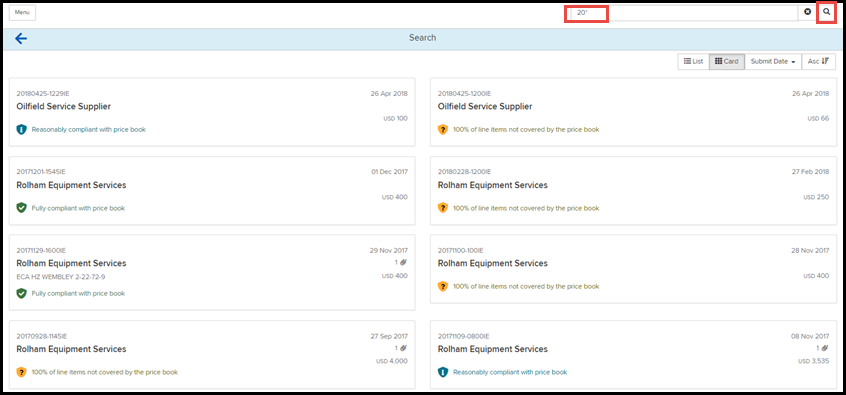 Menu
20*
Search
List Card Submit Date Asc
20180425-1229IE 26 Apr 2018
Oilfield Service Supplier
USD 100
Reasonably compliant with price book
20180425-1200IE 26 Apr 2018
Oilfield Service Supplier
USD 66
100% of line items not covered by the price book
20171201-1545IE 01 Dec 2017
Rolham Equipment Services
USD 400
Fully compliant with price book
20180228-1200IE 27 Feb 2018
Rolham Equipment Services
USD 250
100% of line items not covered by the price book
20171129-1600IE 29 Nov 2017
Rolham Equipment Services 1
ECA HZ WEMBLEY 2-22-72-9 USD 400
Fully compliant with price book
20171100-100IE 28 Nov 2017
Rolham Equipment Services
USD 400
100% of line items not covered by the price book
20170928-1145IE 27 Sep 2017
Rolham Equipment Services 1
USD 4,000
100% of line items not covered by the price book
20171109-0800IE 08 Nov 2017
Rolham Equipment Services 1
USD 3,535
Reasonably compliant with price book